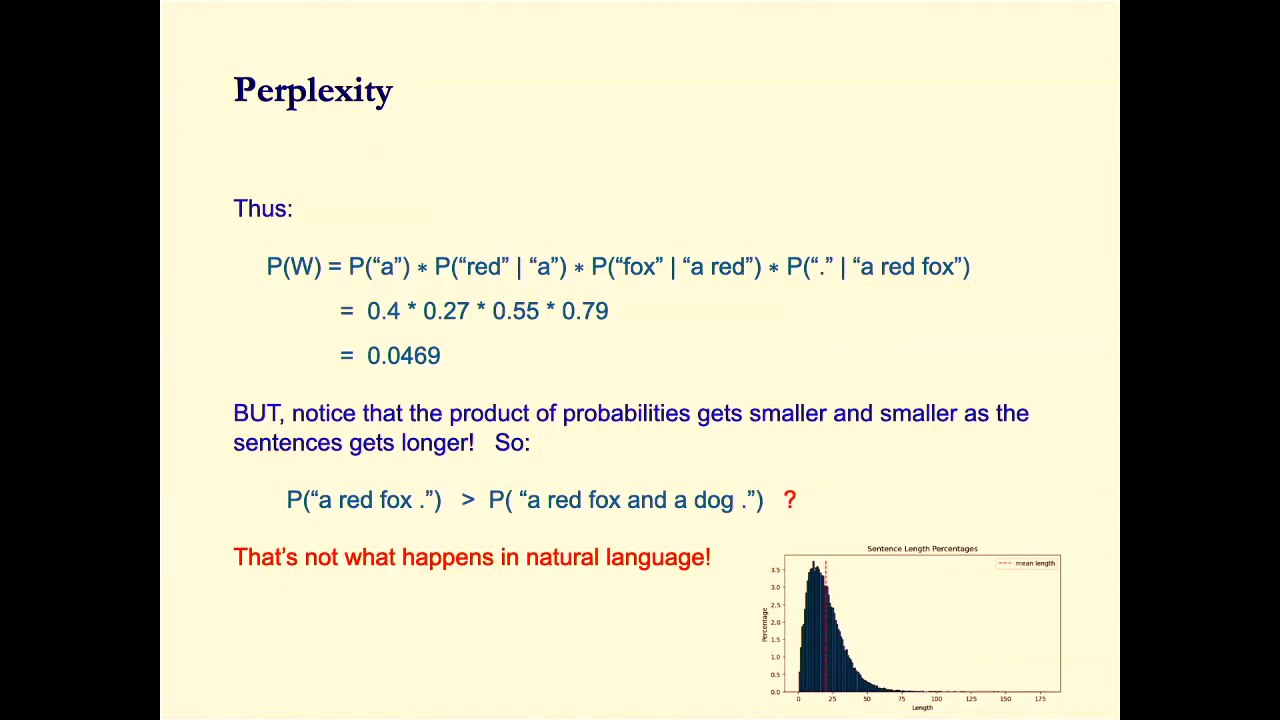 Perplexity
Thus:
P(W) = P(“a”) ∗ P(“red” | “a”) ∗ P(“fox” | “a red”) ∗ P(“.” | “a red fox”)
= 0.4 * 0.27 * 0.55 * 0.79
= 0.0469
BUT, notice that the product of probabilities gets smaller and smaller as the
sentences gets longer! So:
P(“a red fox .”) > P( “a red fox and a dog .”) ?
That’s not what happens in natural language!
Sentence Length Percentages
mean length
3.5
3.0
2.5
2.0
1.5
1.0
0.5
0.0
Percentage
0 25 50 75 100 125 150 175
Length